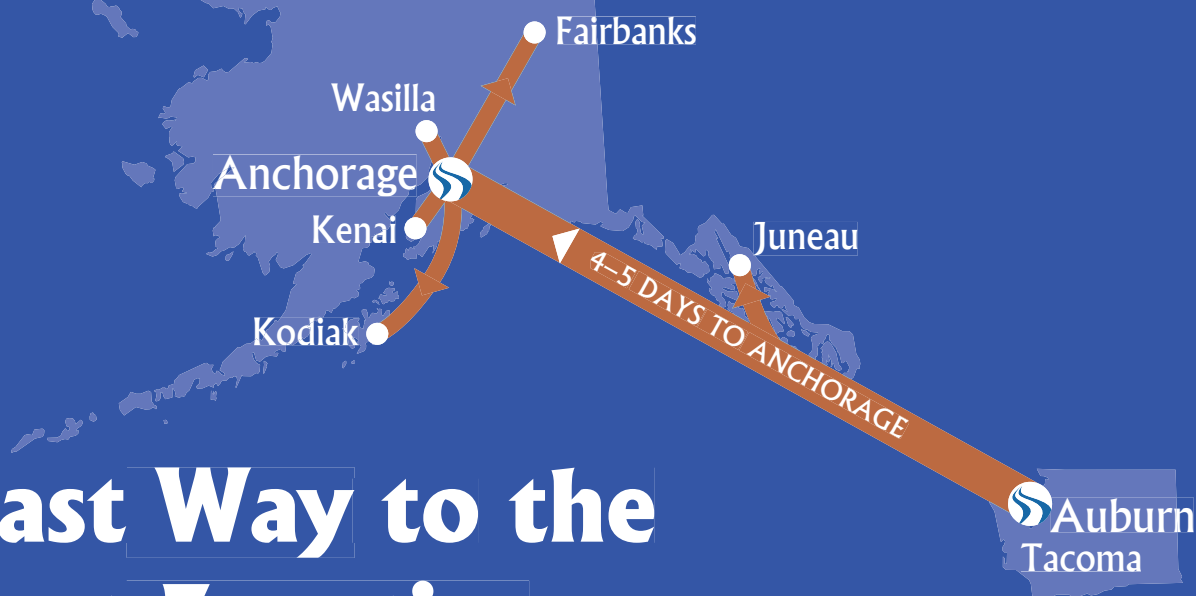 Fairbanks
Wasilla
Anchorage
Kenai
Juneau
4–5 DAYS TO ANCHORAGE
Kodiak
ast Way to the
Auburn
Tacoma